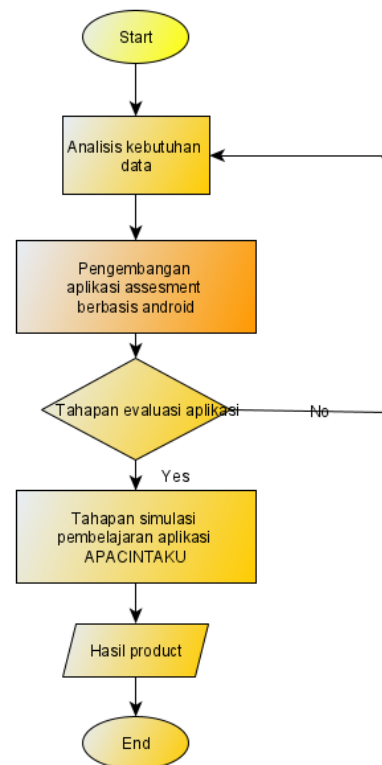 Start
Analisis kebutuhan
data
Pengembangan
aplikasi assesment
berbasis android
Tahapan evaluasi aplikasi
No
Yes
Tahapan simulasi
pembelajaran aplikasi
APACINTAKU
Hasil product
End